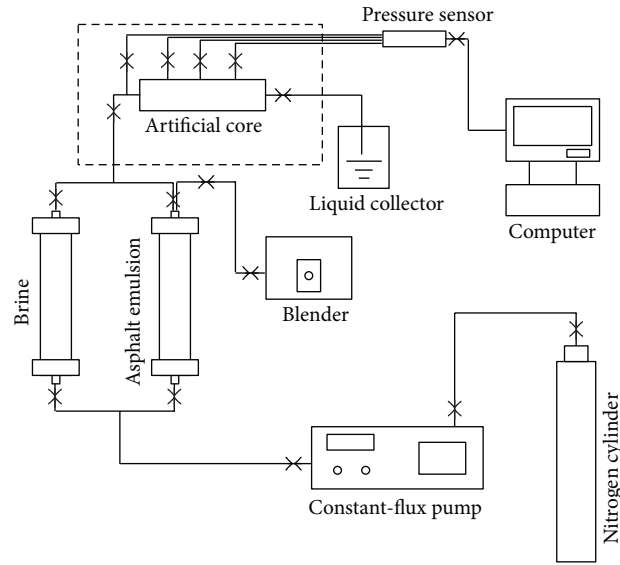 Pressure sensor
Artificial core
Liquid collector
Computer
Brine
Asphalt emulsion
Blender
Nitrogen cylinder
Constant-flux pump